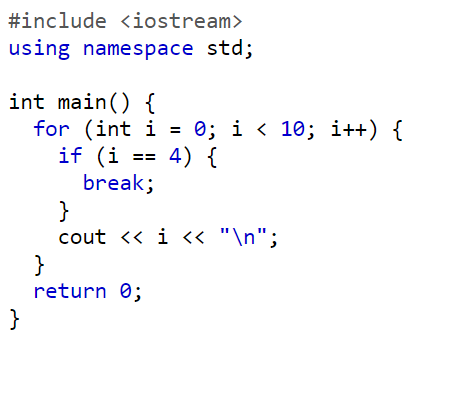 #include <iostream>
using namespace std;
int main() {
  for (int i = 0; i < 10; i++) {
    if (i == 4) {
      break;
    }
    cout << i << "\n";
  }
  return 0;
}